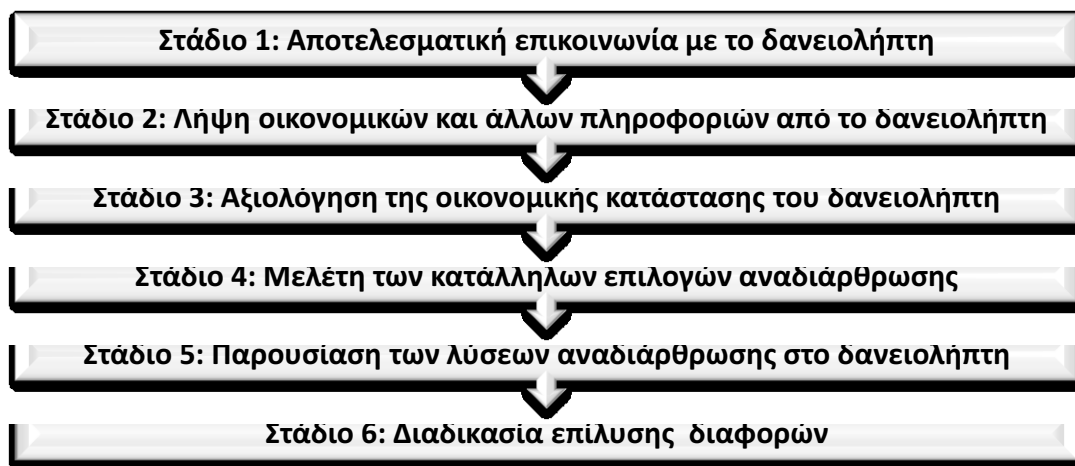 Στάδιο 1: Αποτελεσματική επικοινωνία με το δανειολήπτη
Στάδιο 2: Λήψη οικονομικών και άλλων πληροφοριών από το δανειολήπτη
Στάδιο 3: Αξιολόγηση της οικονομικής κατάστασης του δανειολήπτη
Στάδιο 4: Μελέτη των κατάλληλων επιλογών αναδιάρθρωσης
Στάδιο 5: Παρουσίαση των λύσεων αναδιάρθρωσης στο δανειολήπτη
Στάδιο 6: Διαδικασία επίλυσης διαφορών